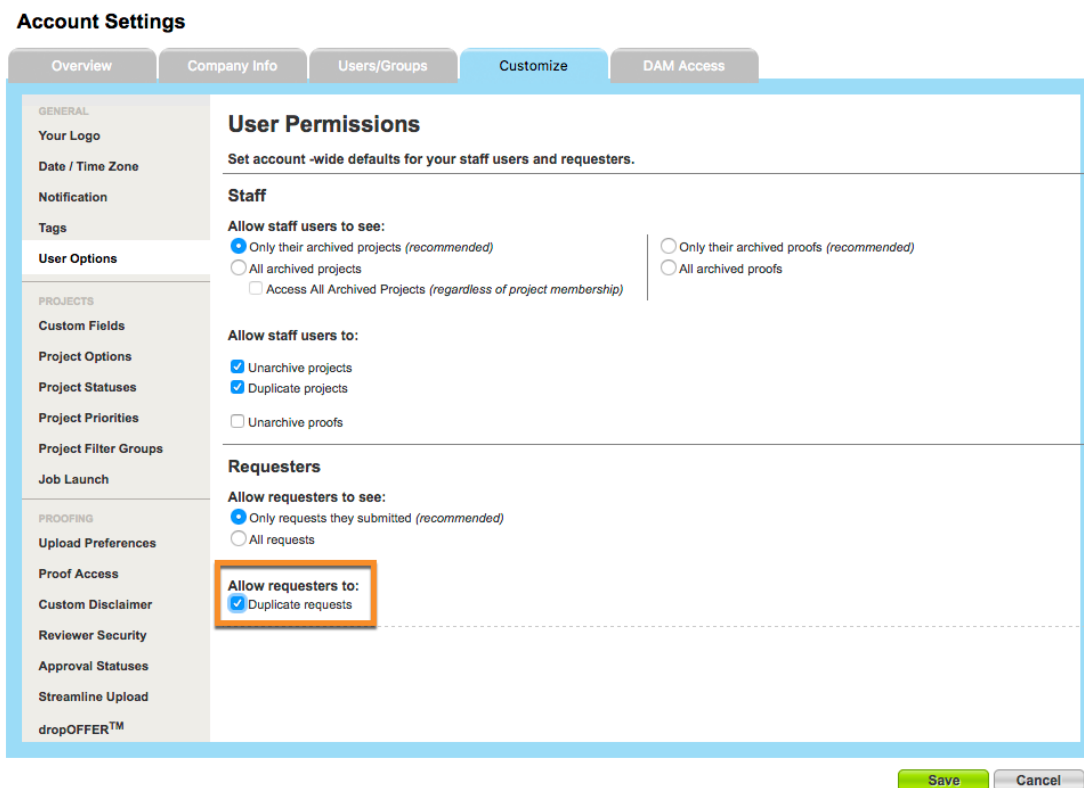 Account Settings
Overview
Company Info
Users/Groups
Customize
DAM Access
GENERAL
Your Logo
Date / Time Zone
Notification
Tags
User Options
PROJECTS
Custom Fields
Project Options
Project Statuses
Project Priorities
Project Filter Groups
Job Launch
PROOFING
Upload Preferences
Proof Access
Custom Disclaimer
Reviewer Security
Approval Statuses
Streamline Upload
dropOFFER™
User Permissions
Set account -wide defaults for your staff users and requesters.
Staff
Allow staff users to see:
Only their archived projects (recommended)
All archived projects
Access All Archived Projects (regardless of project membership)
Only their archived proofs (recommended)
All archived proofs
Allow staff users to:
Unarchive projects
Duplicate projects
Unarchive proofs
Requesters
Allow requesters to see:
Only requests they submitted (recommended)
All requests
Allow requesters to:
Duplicate requests
Save
Cancel